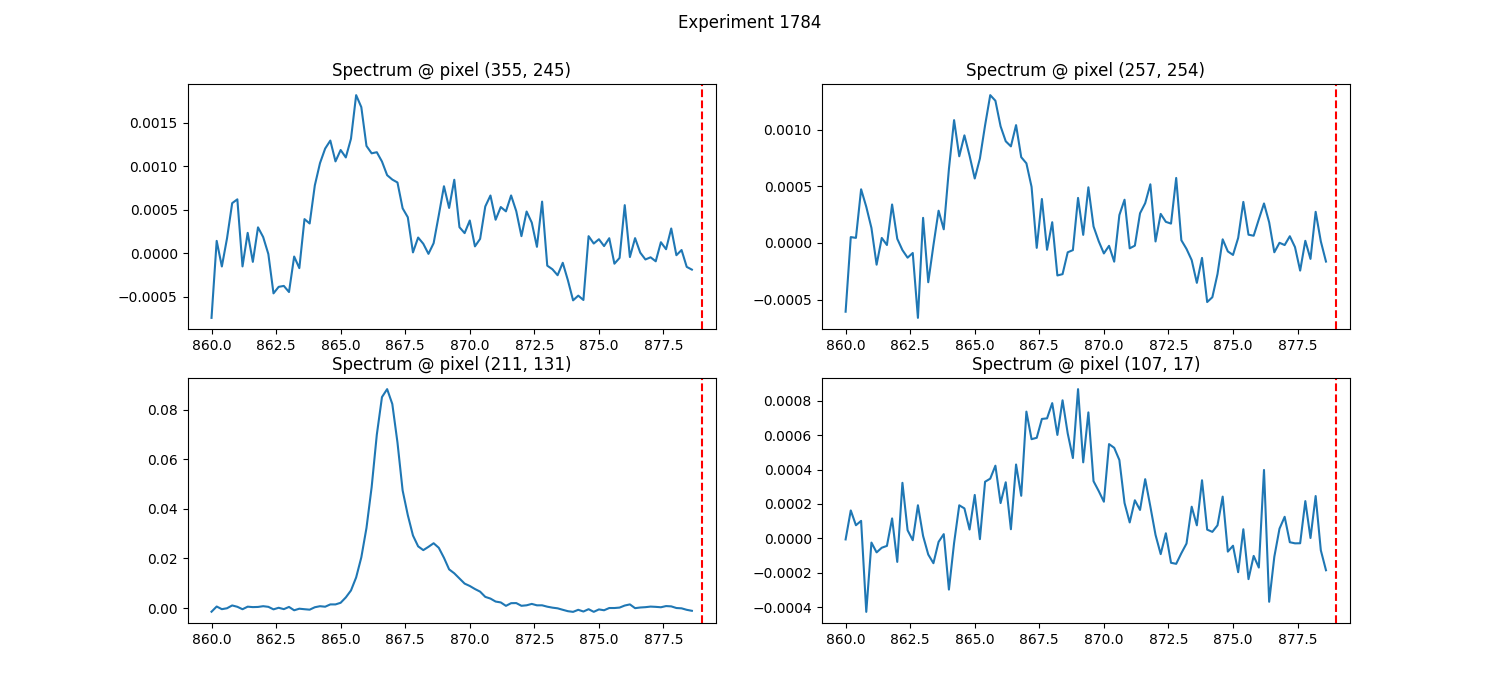 Experiment 1784
Spectrum @ pixel (355, 245)
0.0015
0.0010
0.0005
0.0000
−0.0005
860.0 862.5 865.0 867.5 870.0 872.5 875.0 877.5
Spectrum @ pixel (257, 254)
0.0010
0.0005
0.0000
−0.0005
860.0 862.5 865.0 867.5 870.0 872.5 875.0 877.5
Spectrum @ pixel (211, 131)
0.08
0.06
0.04
0.02
0.00
860.0 862.5 865.0 867.5 870.0 872.5 875.0 877.5
Spectrum @ pixel (107, 17)
0.0008
0.0006
0.0004
0.0002
0.0000
−0.0002
−0.0004
860.0 862.5 865.0 867.5 870.0 872.5 875.0 877.5